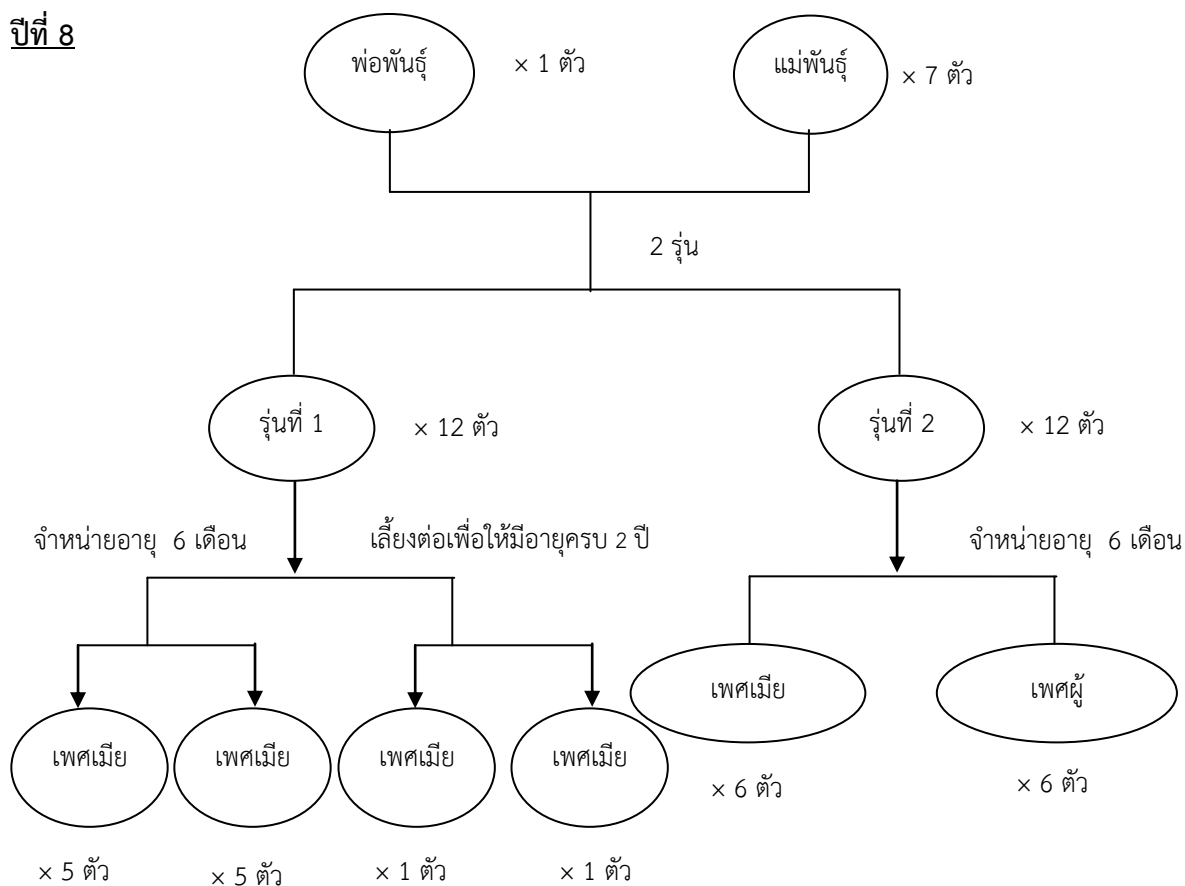 ปีที่ 8
พ่อพันธุ์
× 1 ตัว
แม่พันธุ์
× 7 ตัว
2 รุ่น
รุ่นที่ 1
× 12 ตัว
รุ่นที่ 2
× 12 ตัว
จำหน่ายอายุ 6 เดือน
เลี้ยงต่อเพื่อให้มีอายุครบ 2 ปี
จำหน่ายอายุ 6 เดือน
เพศเมีย
เพศเมีย
เพศเมีย
เพศเมีย
เพศเมีย
เพศผู้
× 6 ตัว
× 6 ตัว
× 5 ตัว
× 5 ตัว
× 1 ตัว
× 1 ตัว